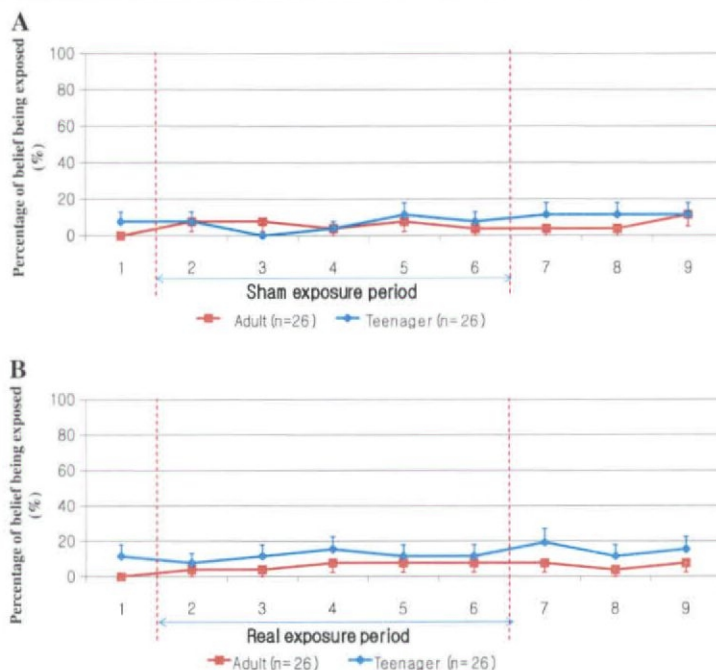 A
Percentage of belief being exposed
(%)
100
80
60
40
20
0
1 2 3 4 5 6 7 8 9
Sham exposure period
Adult (n=26) Teenager (n=26)
B
Percentage of belief being exposed
(%)
100
80
60
40
20
0
1 2 3 4 5 6 7 8 9
Real exposure period
Adult (n=26) Teenager (n=26)